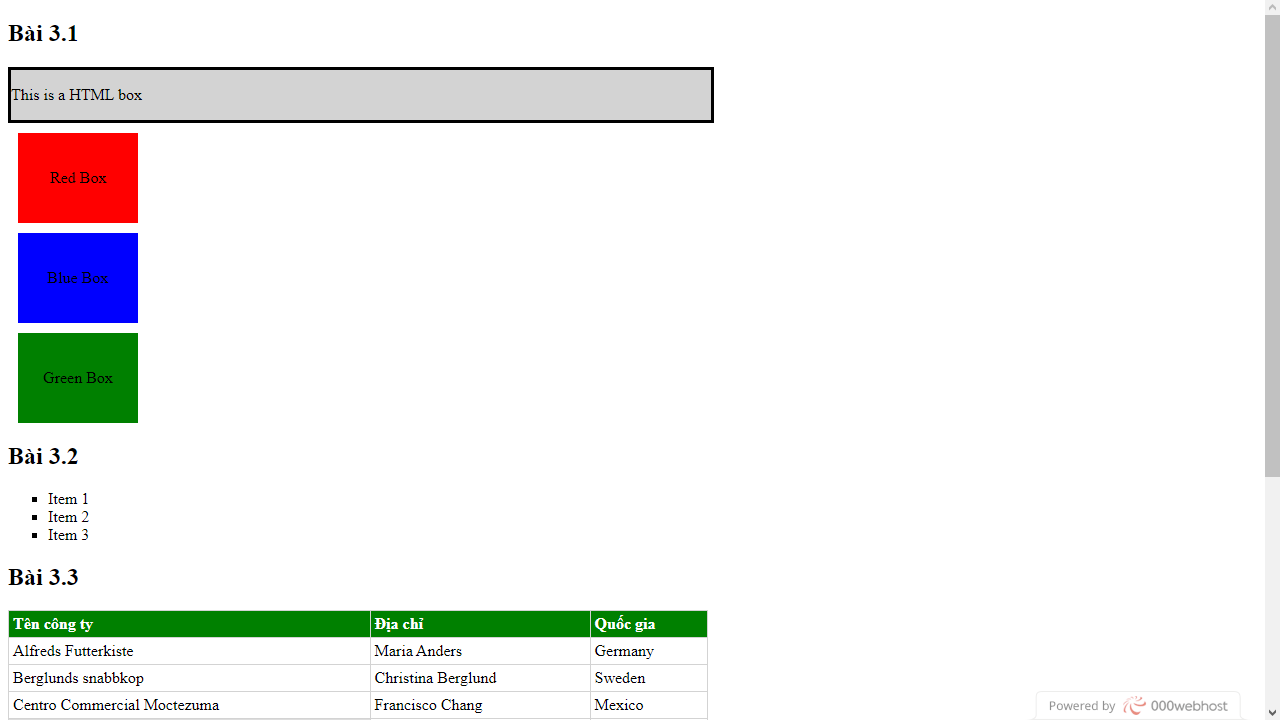 Bài 3.1
This is a HTML box
Red Box
Blue Box
Green Box
Bài 3.2
Item 1
Item 2
Item 3
Bài 3.3
Tên công ty Địa chỉ Quốc gia
Alfreds Futterkiste Maria Anders Germany
Berglunds snabbkop Christina Berglund Sweden
Centro Commercial Moctezuma Francisco Chang Mexico
Powered by 000webhost